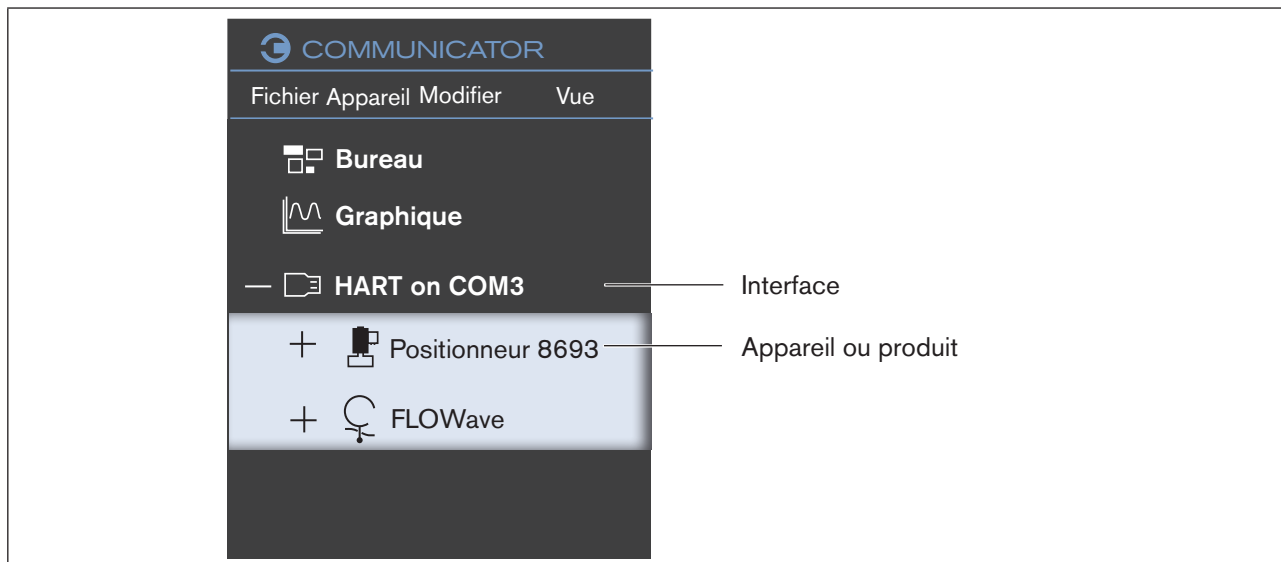 COMMUNICATOR
Fichier Appareil Modifier Vue
Bureau
Graphique
HART on COM3 Interface
Positionneur 8693 Appareil ou produit
FLOWave